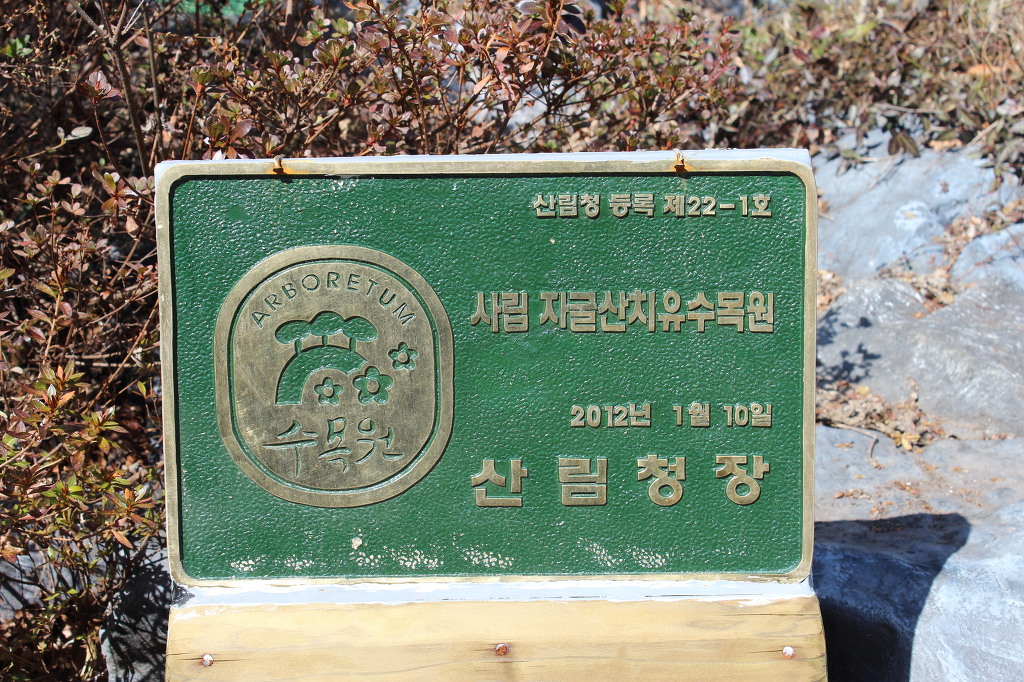 산림청 등록 제22-1호
ARBORETUM
수목원
사립 자굴산치유수목원
2012년 1월 10일
산림청장